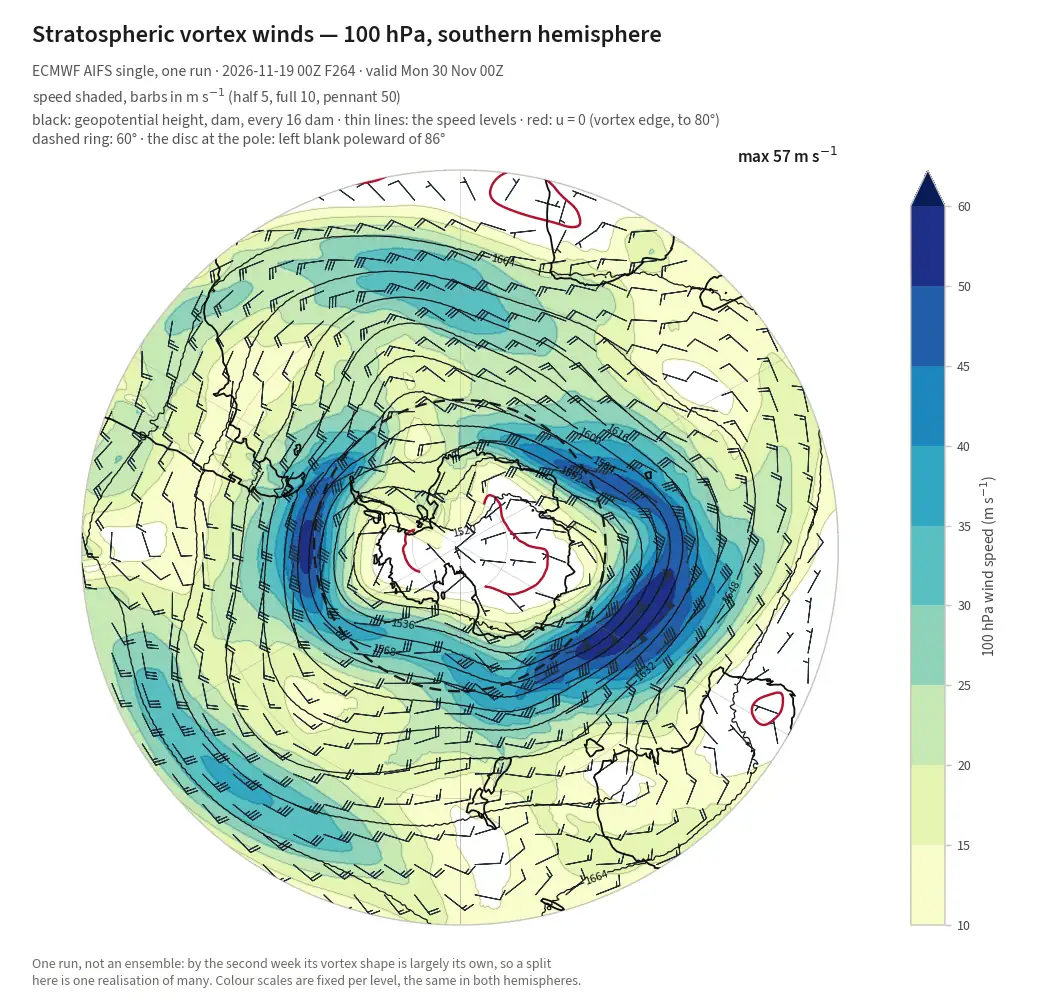 Stratospheric vortex winds — 100 hPa, southern hemisphere
ECMWF AIFS single, one run · 2026-11-19 00Z F264 · valid Mon 30 Nov 00Z
speed shaded, barbs in m s⁻¹ (half 5, full 10, pennant 50)
black: geopotential height, dam, every 16 dam · thin lines: the speed levels · red: u = 0 (vortex edge, to 80°)
dashed ring: 60° · the disc at the pole: left blank poleward of 86°
max 57 m s⁻¹
1664
1600
1616
1584
1552
1536
1568
1648
1632
1664
60
50
45
40
35
30
25
20
15
10
100 hPa wind speed (m s⁻¹)
One run, not an ensemble: by the second week its vortex shape is largely its own, so a split
here is one realisation of many. Colour scales are fixed per level, the same in both hemispheres.